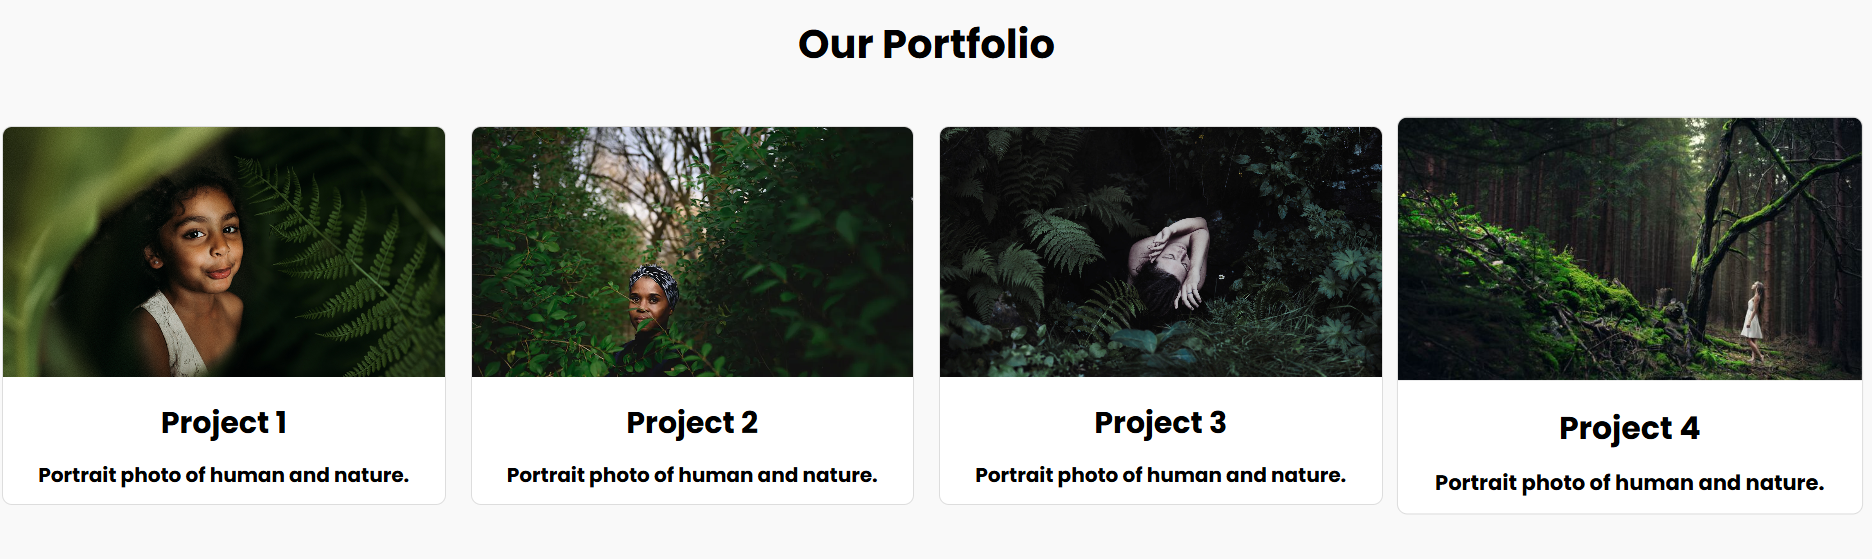 Our Portfolio
Project 1
Portrait photo of human and nature.
Project 2
Portrait photo of human and nature.
Project 3
Portrait photo of human and nature.
Project 4
Portrait photo of human and nature.